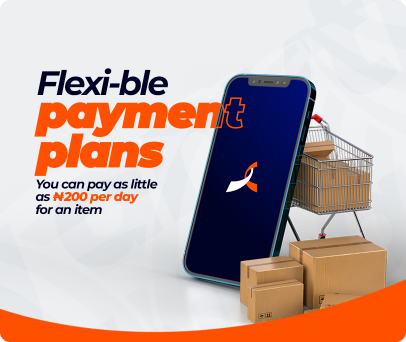 Flexi-ble
payment
plans
You can pay as little
as ₦200 per day
for an item